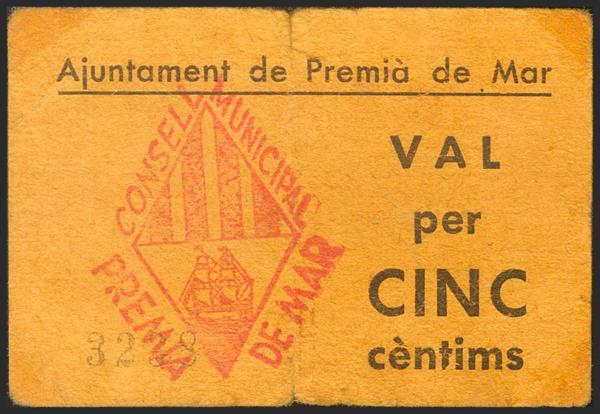 Ajuntament de Premià de Mar
CONSELL MUNICIPAL
PREMIÀ DE MAR
VAL
per
CINC
cèntims